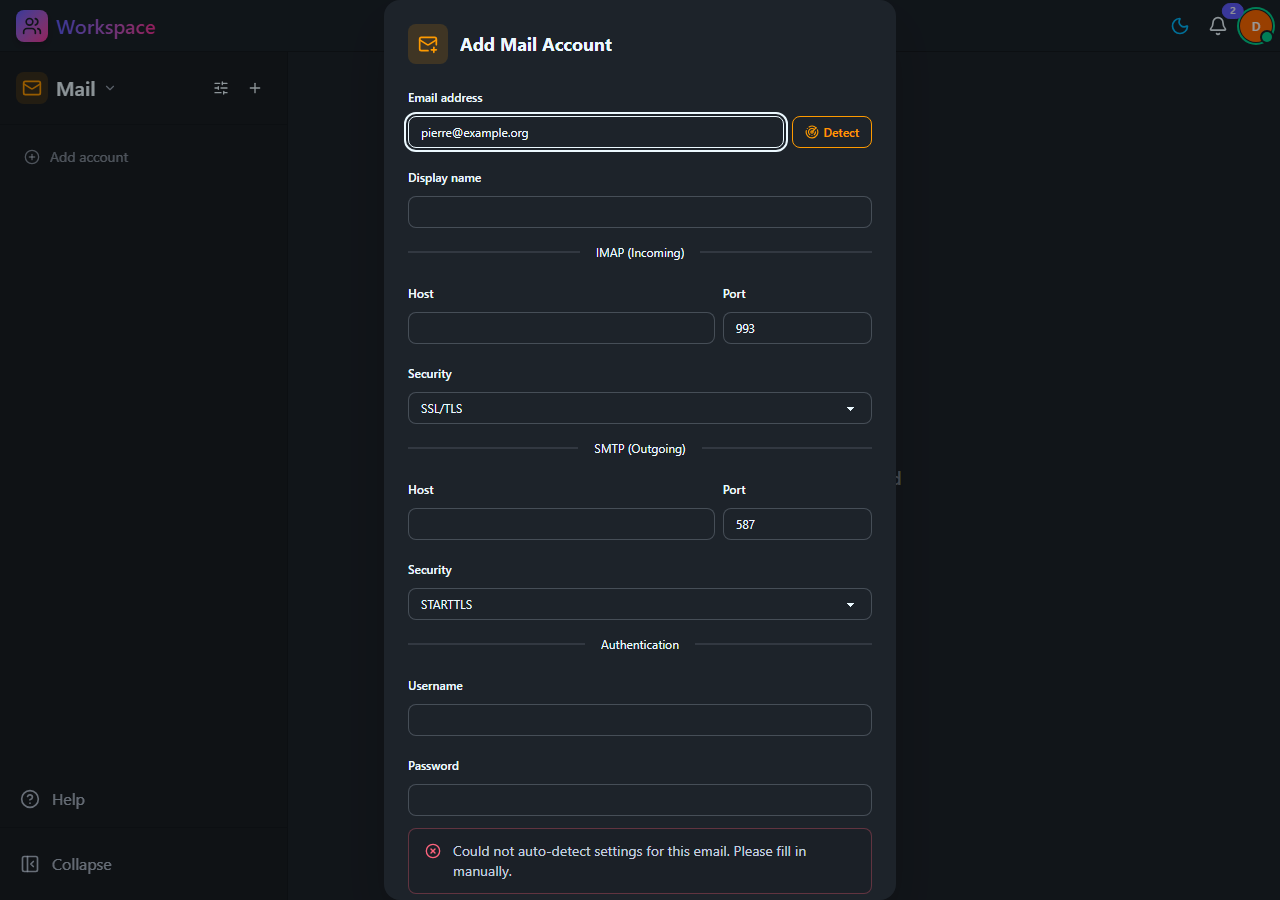 Workspace
2
D
Mail
Add account
Help
Collapse
Add Mail Account
Email address
pierre@example.org
Detect
Display name
IMAP (Incoming)
Host
Port
993
Security
SSL/TLS
SMTP (Outgoing)
Host
Port
587
Security
STARTTLS
Authentication
Username
Password
Could not auto-detect settings for this email. Please fill in
manually.